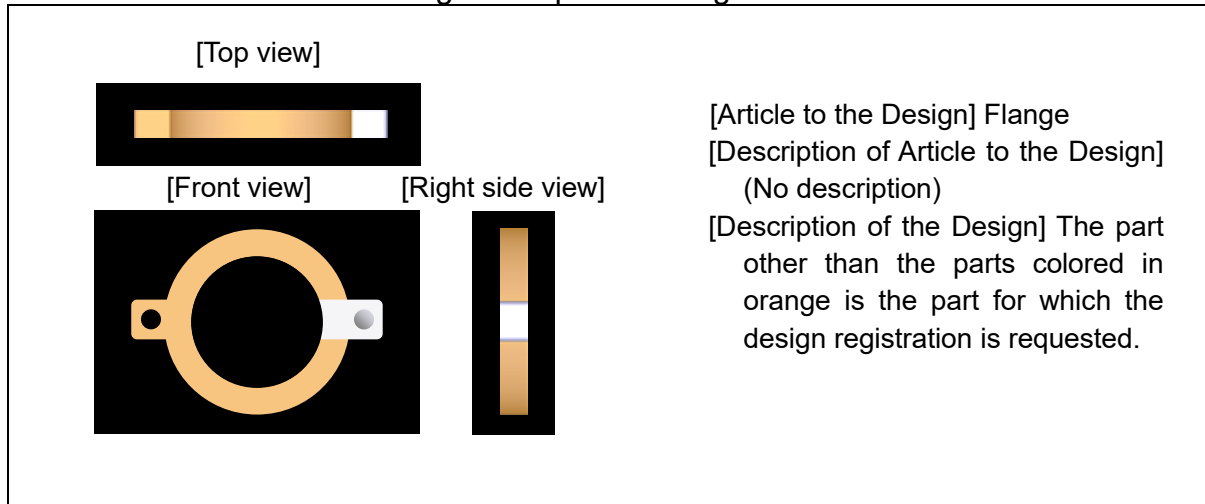 [Top view]
[Front view]
[Right side view]
[Article to the Design] Flange
[Description of Article to the Design]
(No description)
[Description of the Design] The part
other than the parts colored in
orange is the part for which the
design registration is requested.